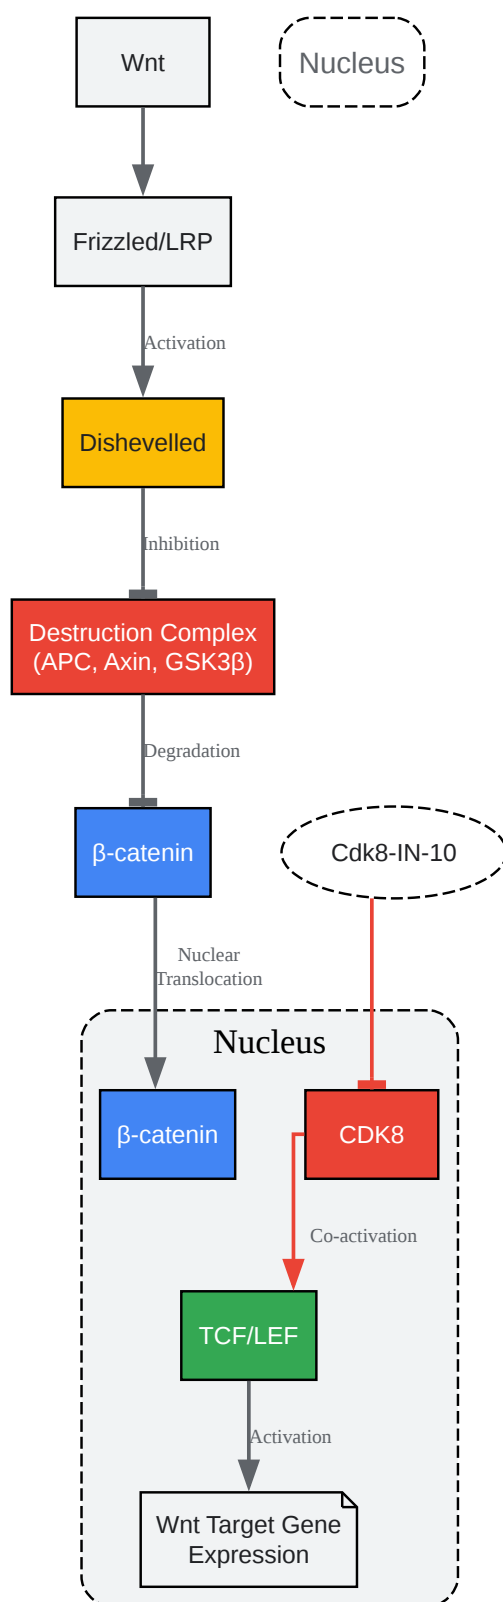 Wnt
Nucleus
Frizzled/LRP
Activation
Dishevelled
Inhibition
Destruction Complex
(APC, Axin, GSK3β)
Degradation
β-catenin
Cdk8-IN-10
Nuclear
Translocation
Nucleus
β-catenin
CDK8
Co-activation
TCF/LEF
Activation
Wnt Target Gene
Expression